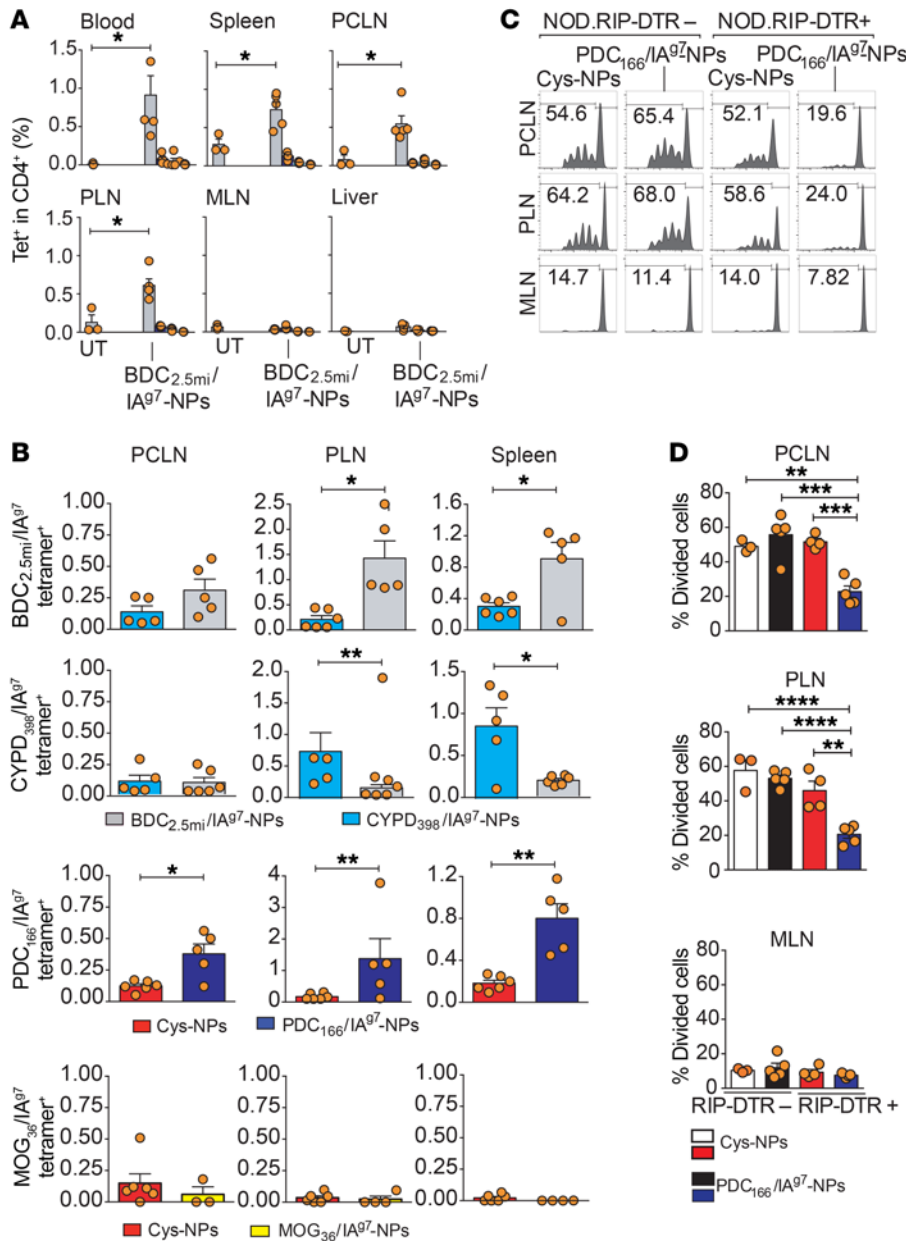 A
Blood Spleen PCLN
* * *
1.0
0.5
0.0
Tet⁺ in CD4⁺ (%)
PLN MLN Liver
*
1.5
1.0
0.5
0.0
UT UT UT
BDC2.5mi/ BDC2.5mi/ BDC2.5mi/
IAg7-NPs IAg7-NPs IAg7-NPs
C
NOD.RIP-DTR – NOD.RIP-DTR+
PDC166/IAg7-NPs PDC166/IAg7-NPs
Cys-NPs Cys-NPs
PCLN 54.6 65.4 52.1 19.6
PLN 64.2 68.0 58.6 24.0
MLN 14.7 11.4 14.0 7.82
B
PCLN PLN Spleen
BDC2.5mi/IAg7
tetramer⁺
1.00 2.5 1.6
0.75 2.0 1.2
0.50 1.5 0.8
0.25 1.0 0.4
0.00 0.5 0.0
0.0
* *
CYPD398/IAg7
tetramer⁺
1.00 2.0 1.5
0.75 1.5 1.0
0.50 1.0 0.5
0.25 0.5 0.0
0.00 0
** *
BDC2.5mi/IAg7-NPs CYPD398/IAg7-NPs
PDC166/IAg7
tetramer⁺
1.00 4 1.2
0.75 3 0.8
0.50 2 0.4
0.25 1 0.0
0.00 0
* ** **
Cys-NPs PDC166/IAg7-NPs
MOG36/IAg7
tetramer⁺
1.00 1.00 1.00
0.75 0.75 0.75
0.50 0.50 0.50
0.25 0.25 0.25
0.00 0.00 0.00
Cys-NPs MOG36/IAg7-NPs
D
PCLN
**
***
***
% Divided cells
80
60
40
20
0
PLN
****
****
**
% Divided cells
80
60
40
20
0
MLN
% Divided cells
80
60
40
20
0
RIP-DTR – RIP-DTR +
Cys-NPs
PDC166/IAg7-NPs